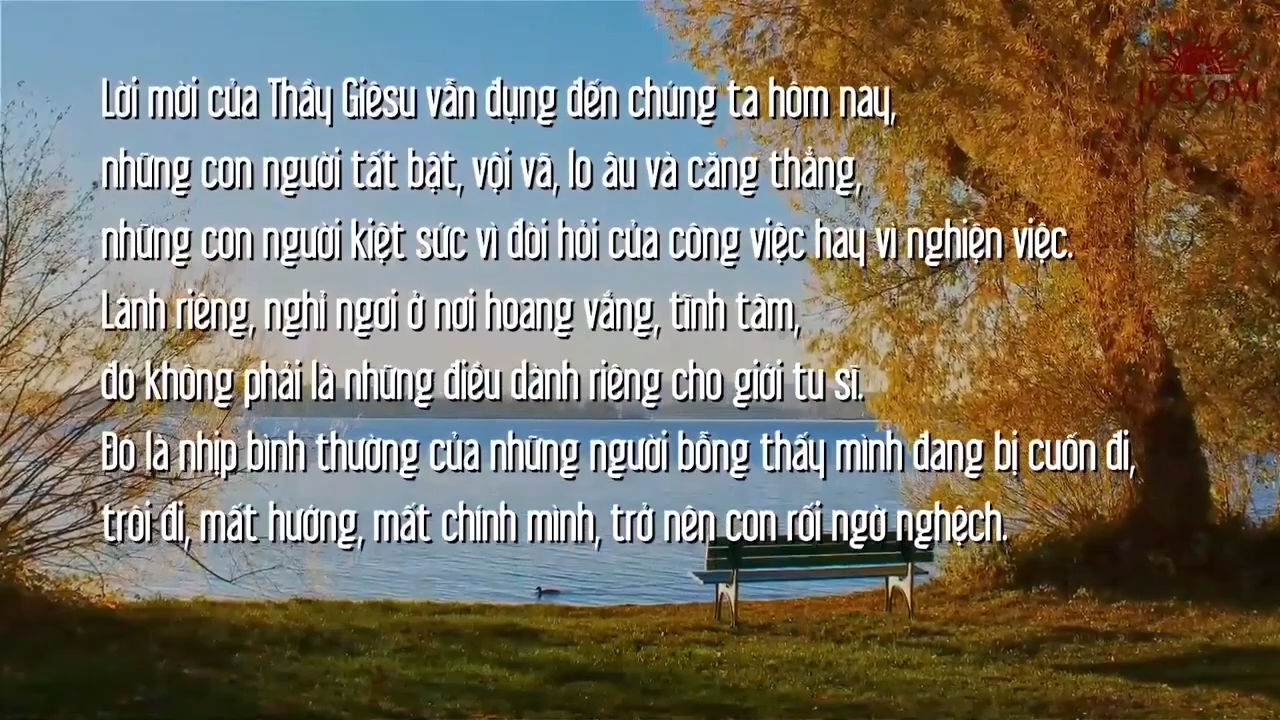 JESCOM
Lời mời của Thầy Giêsu vẫn đụng đến chúng ta hôm nay,
những con người tất bật, vội vã, lo âu và căng thẳng,
những con người kiệt sức vì đòi hỏi của công việc hay vì nghiện việc.
Lánh riêng, nghỉ ngơi ở nơi hoang vắng, tĩnh tâm,
đó không phải là những điều dành riêng cho giới tu sĩ.
Đó là nhịp bình thường của những người bỗng thấy mình đang bị cuốn đi,
trôi đi, mất hướng, mất chính mình, trở nên con rối ngờ nghệch.